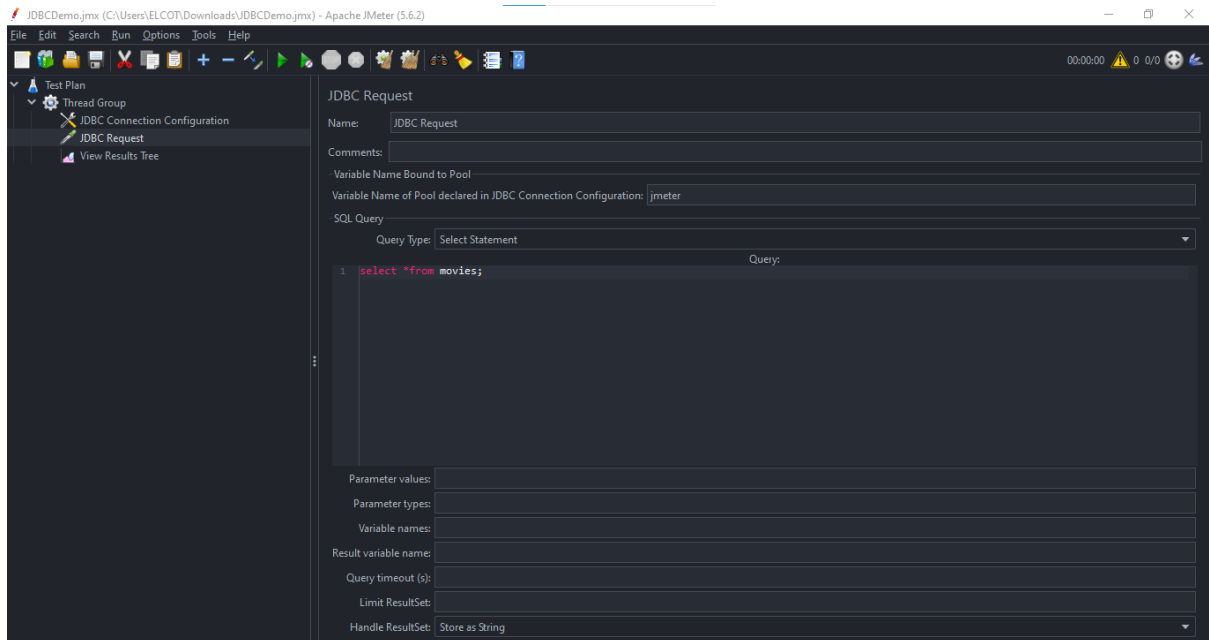 JDBCDemo.jmx (C:\Users\ELCOT\Downloads\JDBCDemo.jmx) - Apache JMeter (5.6.2)
File Edit Search Run Options Tools Help
00:00:00 0 0/0
Test Plan
Thread Group
JDBC Connection Configuration
JDBC Request
View Results Tree
JDBC Request
Name: JDBC Request
Comments:
Variable Name Bound to Pool
Variable Name of Pool declared in JDBC Connection Configuration: jmeter
SQL Query
Query Type: Select Statement
Query:
1 select *from movies;
Parameter values:
Parameter types:
Variable names:
Result variable name:
Query timeout (s):
Limit ResultSet:
Handle ResultSet: Store as String